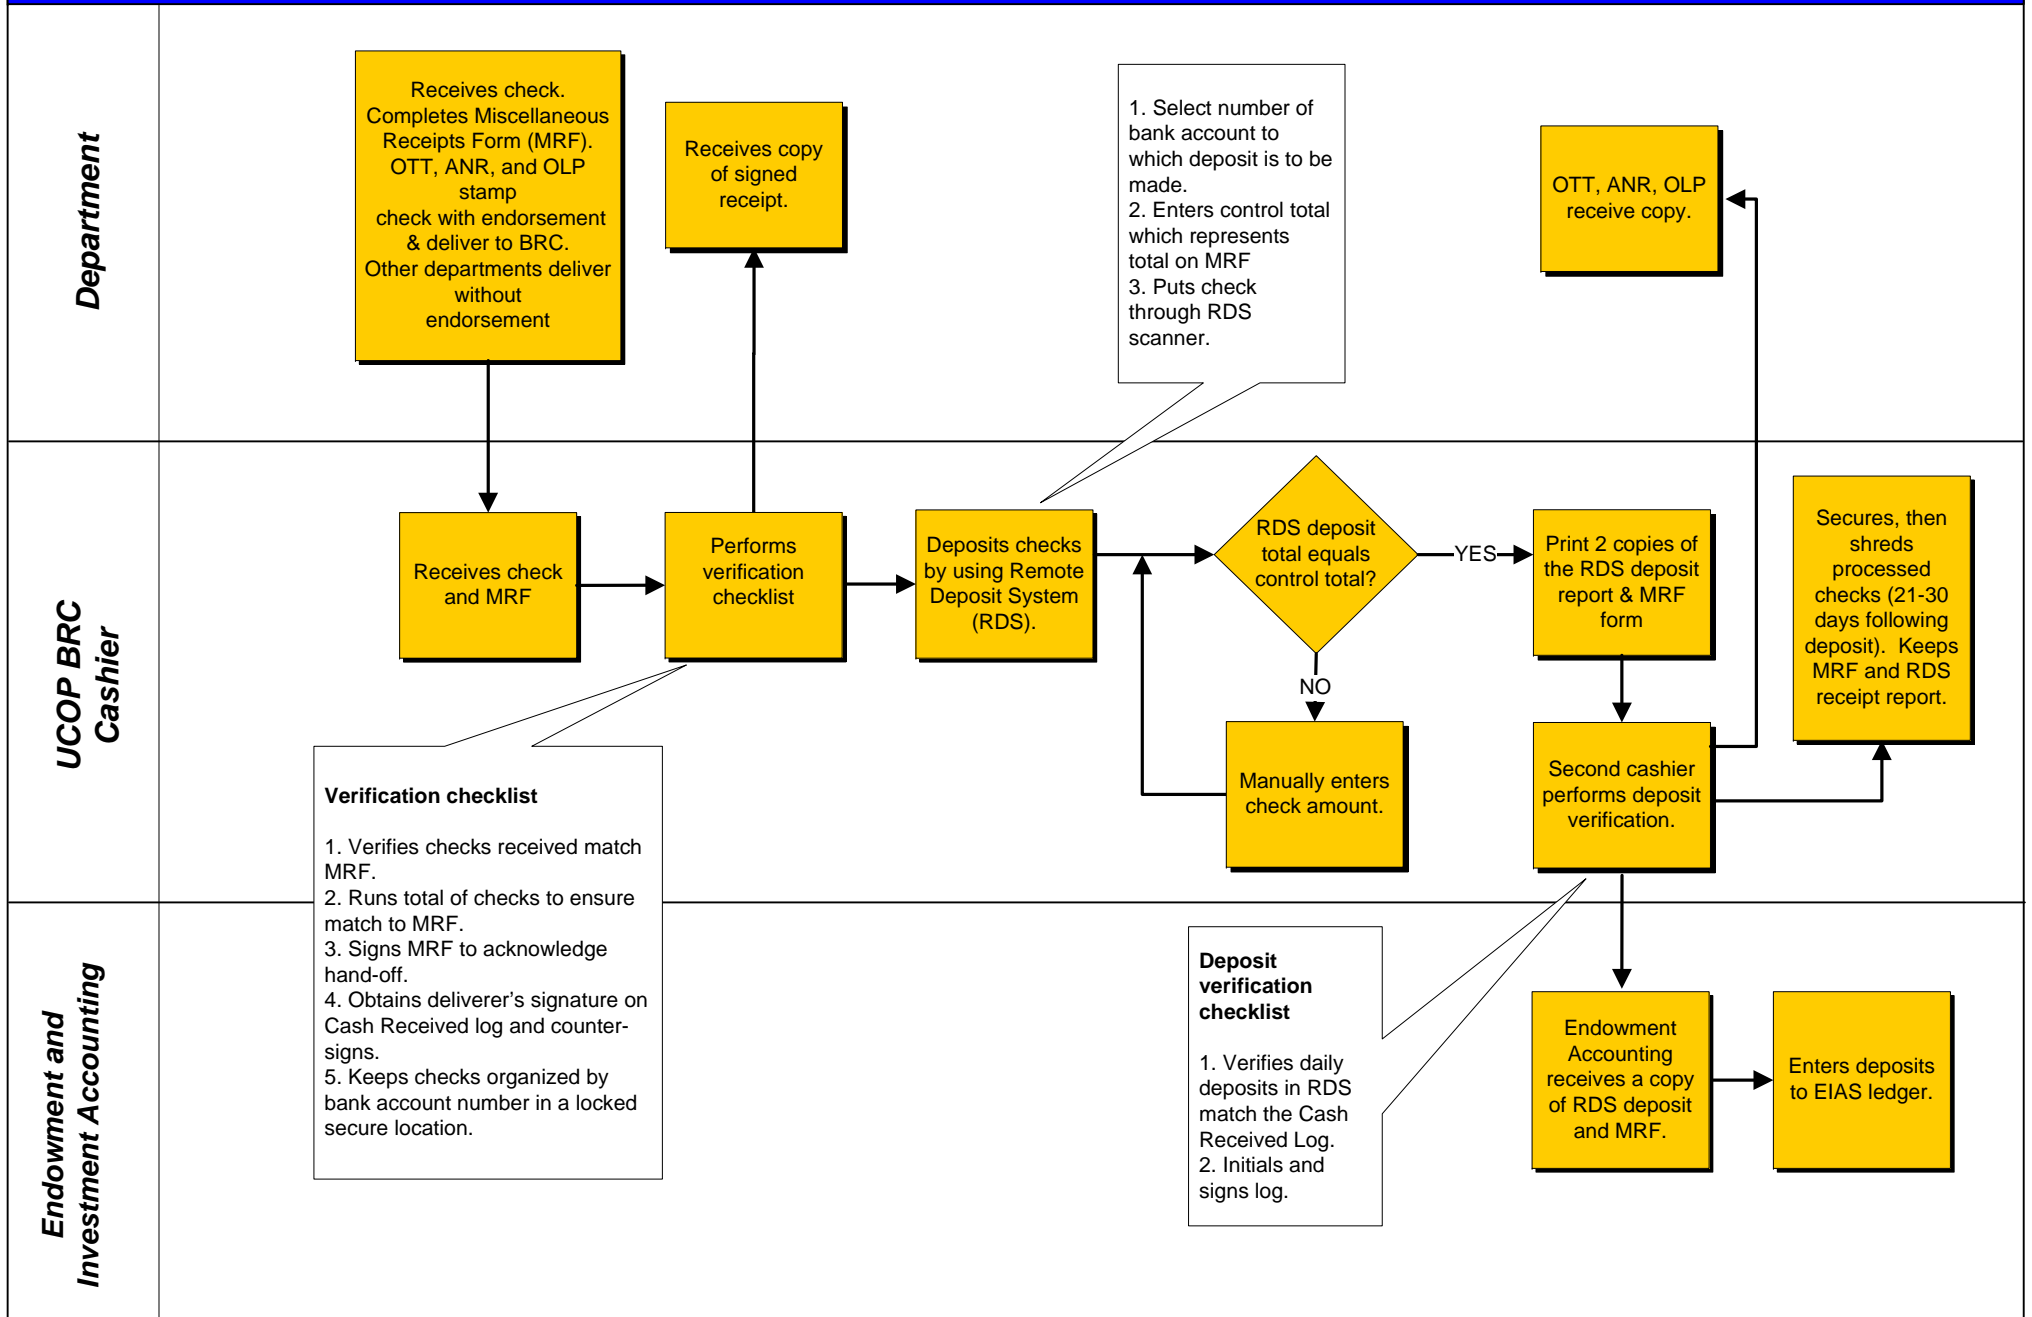 Department
Receives check.
Completes Miscellaneous
Receipts Form (MRF).
OTT, ANR, and OLP
stamp
check with endorsement
& deliver to BRC.
Other departments deliver
without
endorsement
Receives copy
of signed
receipt.
1. Select number of
bank account to
which deposit is to be
made.
2. Enters control total
which represents
total on MRF
3. Puts check
through RDS
scanner.
OTT, ANR, OLP
receive copy.
UCOP BRC
Cashier
Receives check
and MRF
Performs
verification
checklist
Deposits checks
by using Remote
Deposit System
(RDS).
RDS deposit
total equals
control total?
YES
NO
Print 2 copies of
the RDS deposit
report & MRF
form
Secures, then
shreds
processed
checks (21-30
days following
deposit).  Keeps
MRF and RDS
receipt report.
Manually enters
check amount.
Second cashier
performs deposit
verification.
Verification checklist
1. Verifies checks received match
MRF.
2. Runs total of checks to ensure
match to MRF.
3. Signs MRF to acknowledge
hand-off.
4. Obtains deliverer's signature on
Cash Received log and counter-
signs.
5. Keeps checks organized by
bank account number in a locked
secure location.
Endowment and
Investment Accounting
Deposit
verification
checklist
1. Verifies daily
deposits in RDS
match the Cash
Received Log.
2. Initials and
signs log.
Endowment
Accounting
receives a copy
of RDS deposit
and MRF.
Enters deposits
to EIAS ledger.